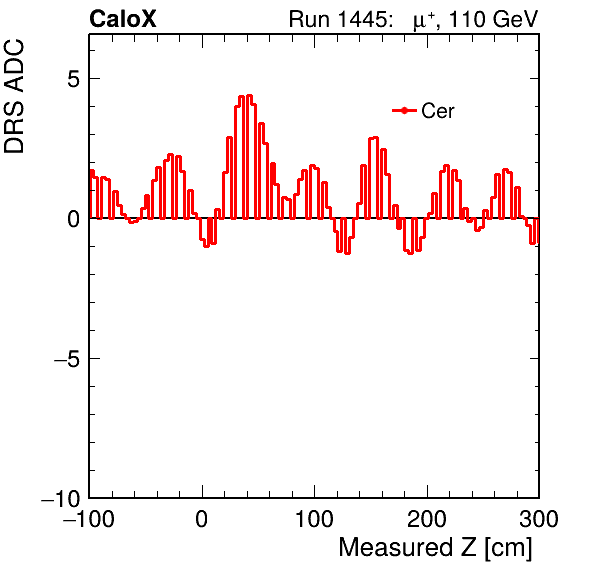 CaloX Run 1445: μ⁺, 110 GeV
DRS ADC
Cer
5
0
−5
−10
−100 0 100 200 300
Measured Z [cm]